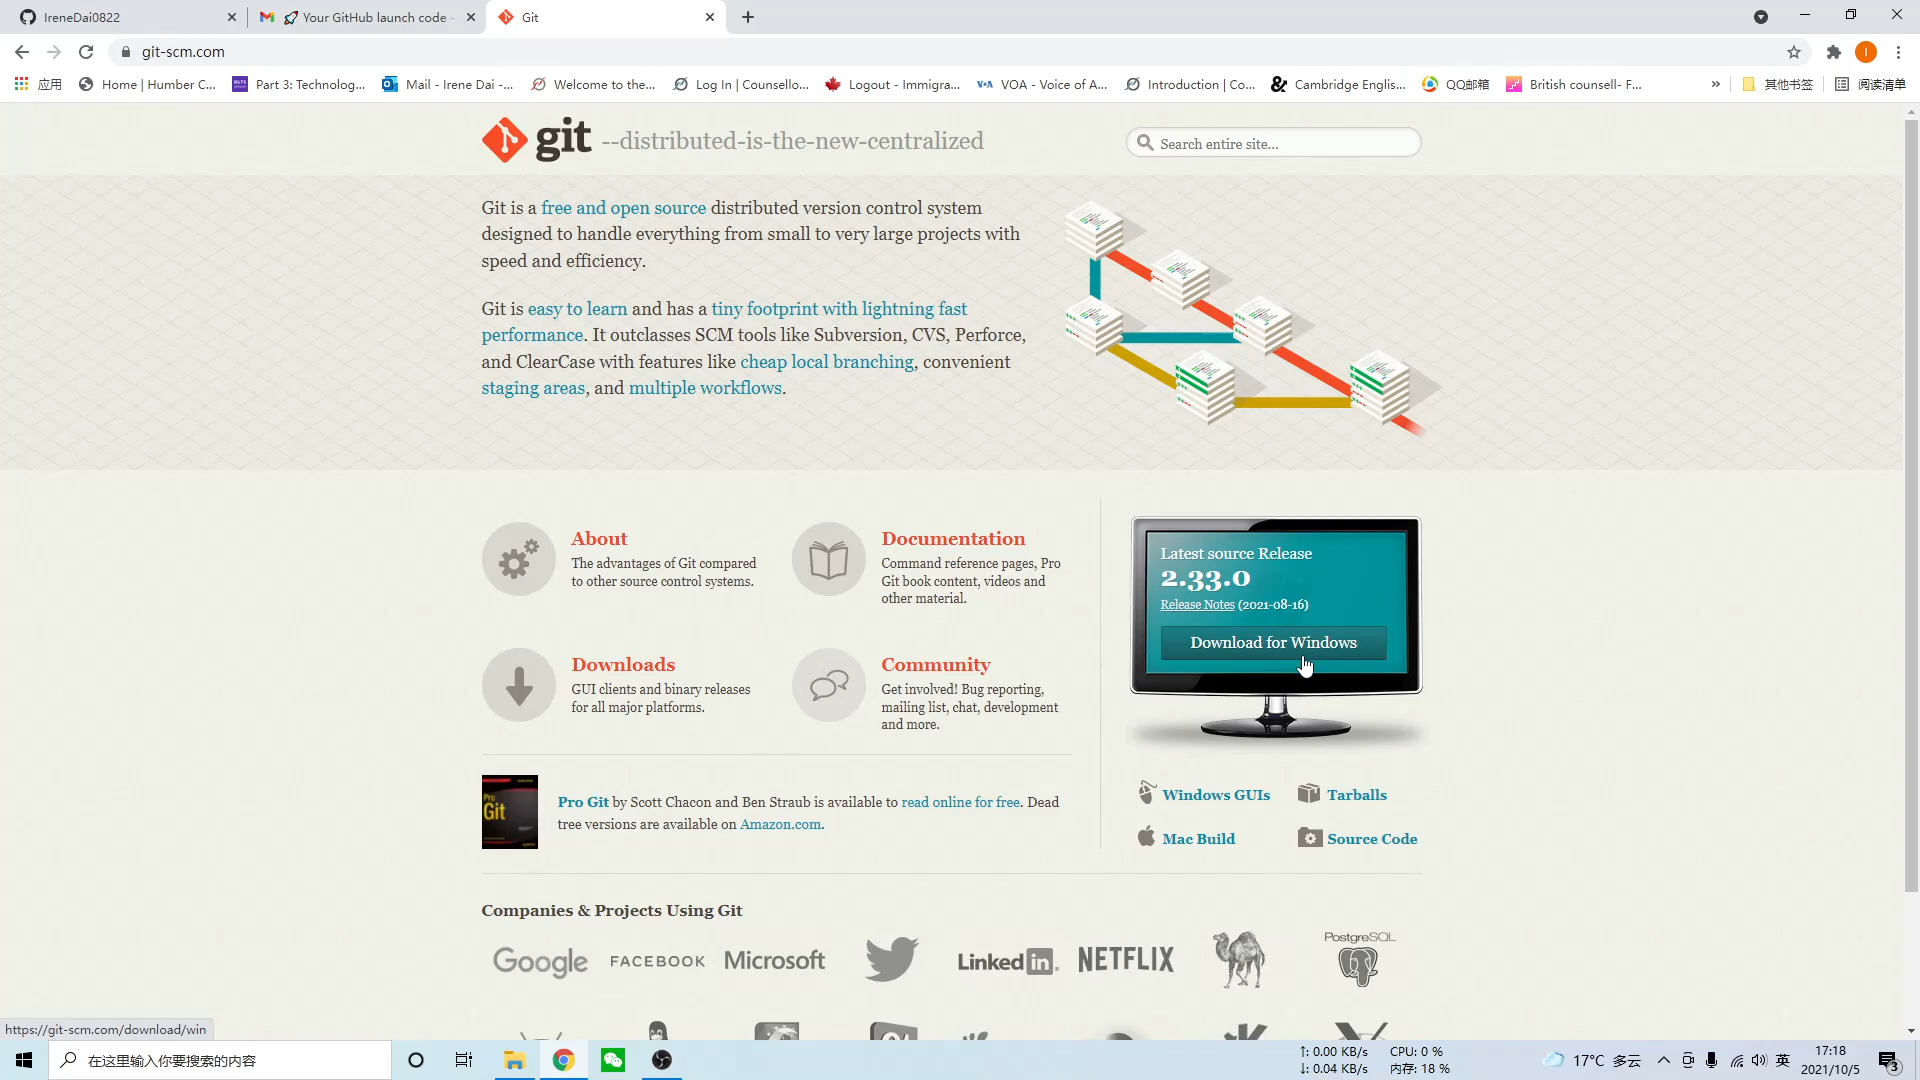 IreneDai0822
Your GitHub launch code -
Git
git-scm.com
应用
Home | Humber C...
Part 3: Technolog...
Mail - Irene Dai -...
Welcome to the...
Log In | Counsello...
Logout - Immigra...
VOA - Voice of A...
Introduction | Co...
Cambridge Englis...
QQ邮箱
British counsell- F...
»
其他书签
阅读清单
git --distributed-is-the-new-centralized
Search entire site...
Git is a free and open source distributed version control system
designed to handle everything from small to very large projects with
speed and efficiency.
Git is easy to learn and has a tiny footprint with lightning fast
performance. It outclasses SCM tools like Subversion, CVS, Perforce,
and ClearCase with features like cheap local branching, convenient
staging areas, and multiple workflows.
About
The advantages of Git compared
to other source control systems.
Documentation
Command reference pages, Pro
Git book content, videos and
other material.
Downloads
GUI clients and binary releases
for all major platforms.
Community
Get involved! Bug reporting,
mailing list, chat, development
and more.
Latest source Release
2.33.0
Release Notes (2021-08-16)
Download for Windows
Pro
Git
Pro Git by Scott Chacon and Ben Straub is available to read online for free. Dead
tree versions are available on Amazon.com.
Windows GUIs
Tarballs
Mac Build
Source Code
Companies & Projects Using Git
Google
FACEBOOK
Microsoft
Linked in
NETFLIX
PostgreSQL
https://git-scm.com/download/win
在这里输入你要搜索的内容
↑: 0.00 KB/s
↓: 0.04 KB/s
CPU: 0 %
内存: 18 %
17°C 多云
英
17:18
2021/10/5
3